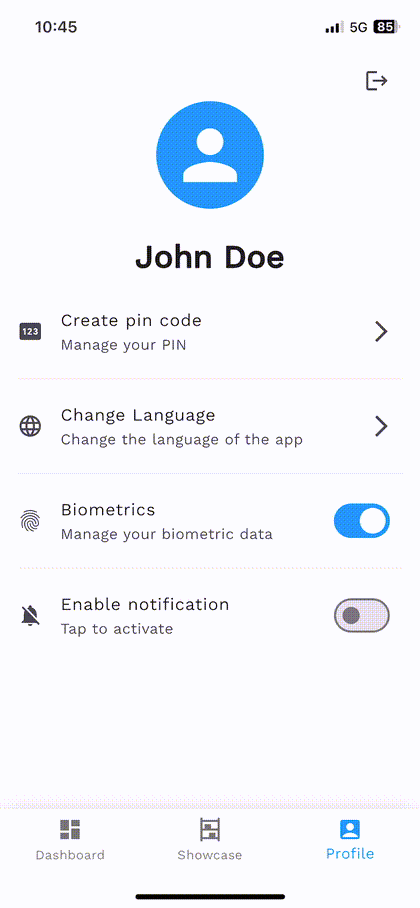 10:45
5G 85
John Doe
123
Create pin code
Manage your PIN
Change Language
Change the language of the app
Biometrics
Manage your biometric data
Enable notification
Tap to activate
Dashboard
Showcase
Profile